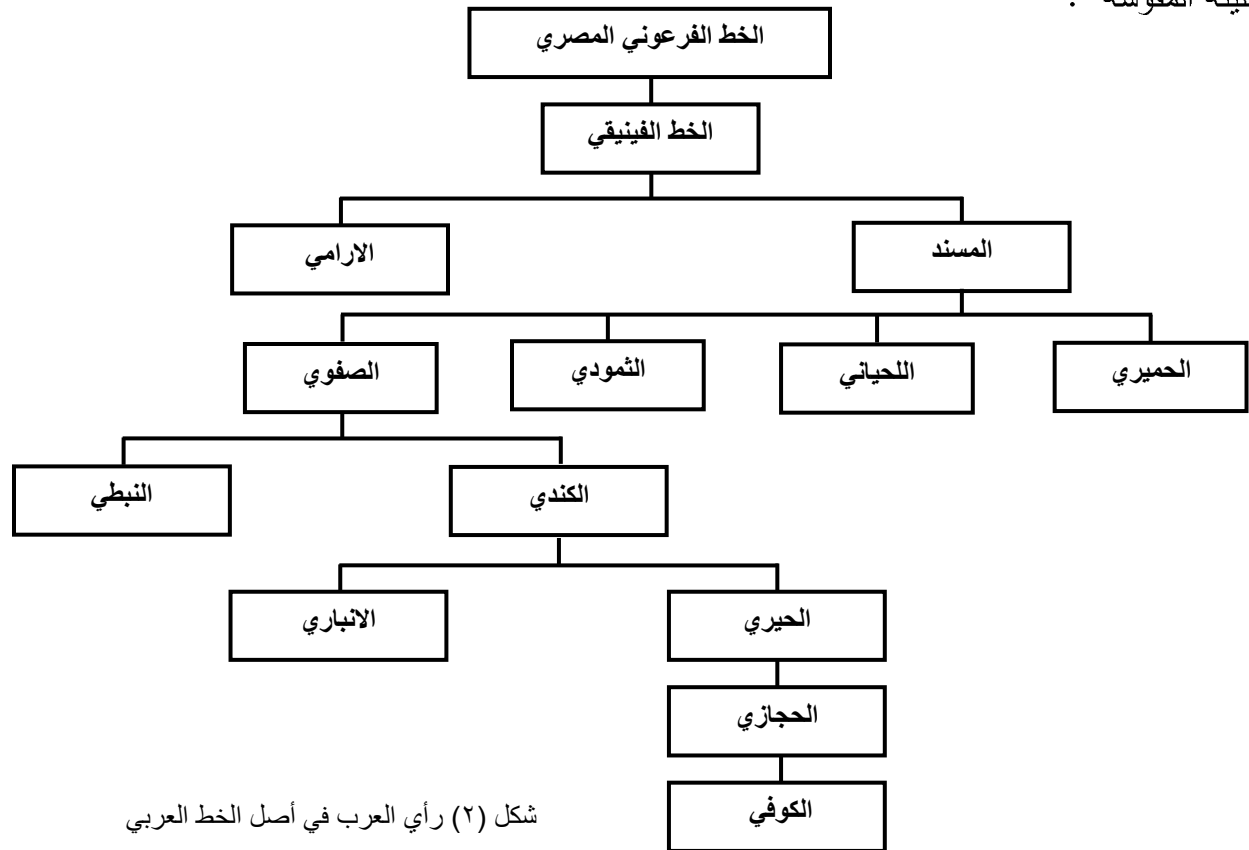 الخط الفرعوني المصري
الخط الفينيقي
المسند
الارامي
الحميري
اللحياني
الثمودي
الصفوي
الكندي
النبطي
الحيري
الانباري
الحجازي
الكوفي
شكل (٢) رأي العرب في أصل الخط العربي